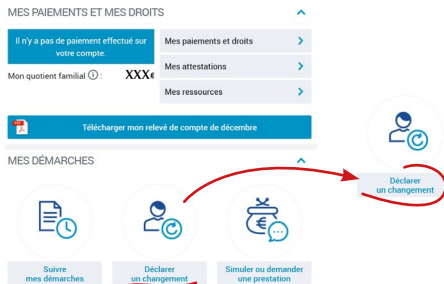 MES PAIEMENTS ET MES DROITS
Il n'y a pas de paiement effectué sur
votre compte.
Mon quotient familial i : XXX€
Mes paiements et droits
Mes attestations
Mes ressources
Télécharger mon relevé de compte de décembre
MES DÉMARCHES
Suivre
mes démarches
Déclarer
un changement
Simuler ou demander
une prestation
Déclarer
un changement